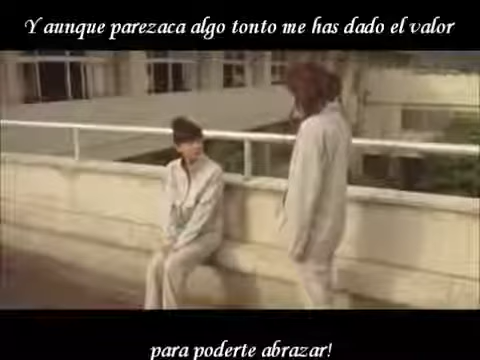 Y aunque parezaca algo tonto me has dado el valor
para poderte abrazar!